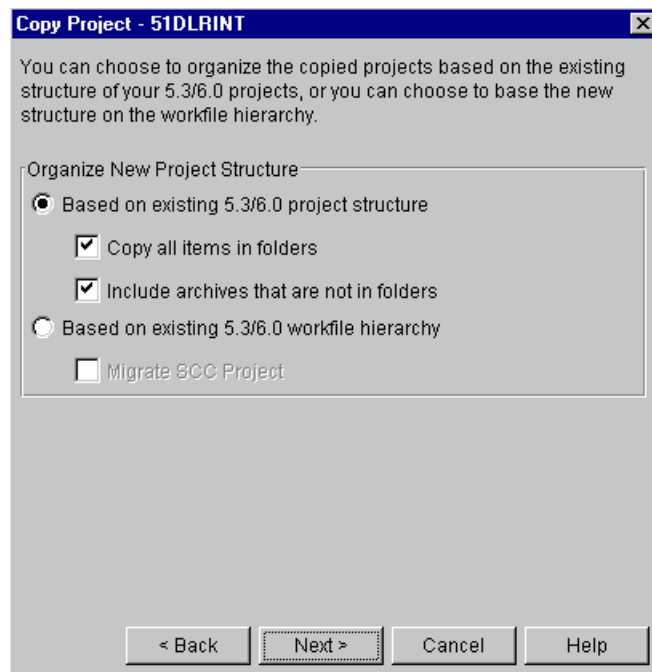 Copy Project - 51DLRINT
You can choose to organize the copied projects based on the existing
structure of your 5.3/6.0 projects, or you can choose to base the new
structure on the workfile hierarchy.
Organize New Project Structure
Based on existing 5.3/6.0 project structure
Copy all items in folders
Include archives that are not in folders
Based on existing 5.3/6.0 workfile hierarchy
Migrate SCC Project
< Back Next > Cancel Help